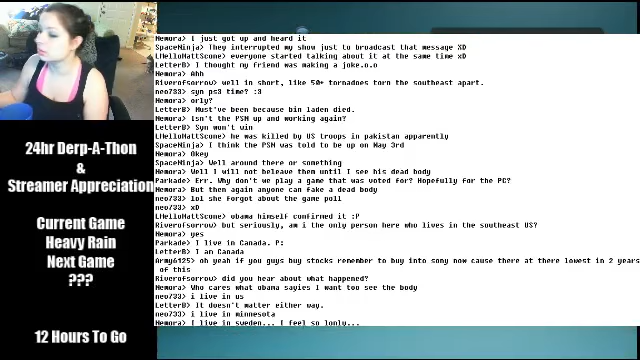 Nemora> I just got up and heard it
SpaceNinja> They interrupted my show just to broadcast that message XD
LHelloMattScone> everyone started talking about it at the same time xD
LetterB> I thought my friend was making a joke.o.o
Nemora> Ahh
Riverofsorrow> well in short, like 50+ tornadoes torn the southeast apart.
neo733> syn ps3 time? :3
Nemora> orly?
LetterB> Must've been because bin laden died.
Nemora> Isn't the PSN up and working again?
LetterB> Syn won't win
LHelloMattScone> he was killed by US troops in pakistan apparently
SpaceNinja> I think the PSN was told to be up on May 3rd
Nemora> Okey
SpaceNinja> Well around there or something
Nemora> Well I will not beleave them until I see his dead body
Parkade> Err. Why don't we play a game that was voted for? Hopefully for the PC?
Nemora> But then again anyone can fake a dead body
neo733> lol she forgot about the game poll
neo733> xD
LHelloMattScone> obama himself confirmed it :P
Riverofsorrow> but seriously, am i the only person here who lives in the southeast US?
Nemora> yes
Parkade> I live in Canada. P:
LetterB> I am Canada
Army6125> oh yeah if you guys buy stocks remember to buy into sony now cause there at there lowest in 2 years
of this
Riverofsorrow> did you hear about what happened?
Nemora> Who cares what obama sayies I want too see the body
neo733> i live in us
LetterB> It doesn't matter either way.
neo733> i live in minnesota
Nemora> I live in sveden... I feel so lonly...
24hr Derp-A-Thon
&
Streamer Appreciation
Current Game
Heavy Rain
Next Game
???
12 Hours To Go